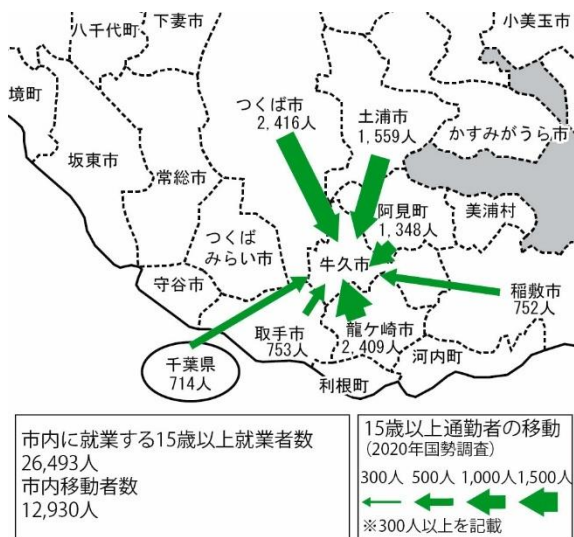 八千代町
下妻市
小美玉市
境町
つくば市
2,416人
土浦市
1,559人
かすみがうら市
坂東市
常総市
阿見町
1,348人
美浦村
つくば
みらい市
牛久市
守谷市
稲敷市
752人
取手市
753人
龍ケ崎市
2,409人
河内町
千葉県
714人
利根町
市内に就業する15歳以上就業者数
26,493人
市内移動者数
12,930人
15歳以上通勤者の移動
(2020年国勢調査)
300人 500人 1,000人 1,500人
※300人以上を記載